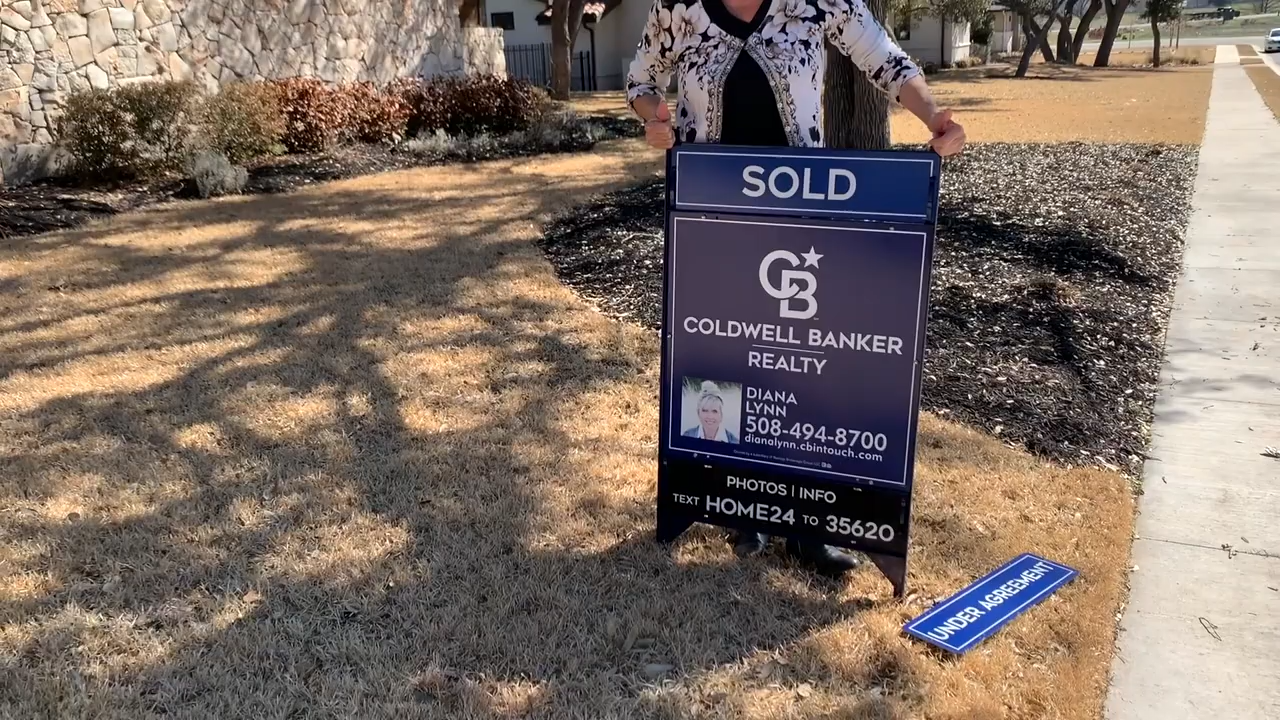 SOLD
CB
COLDWELL BANKER
REALTY
DIANA
LYNN
508-494-8700
dianalynn.cbintouch.com
PHOTOS | INFO
TEXT HOME24 TO 35620
UNDER AGREEMENT